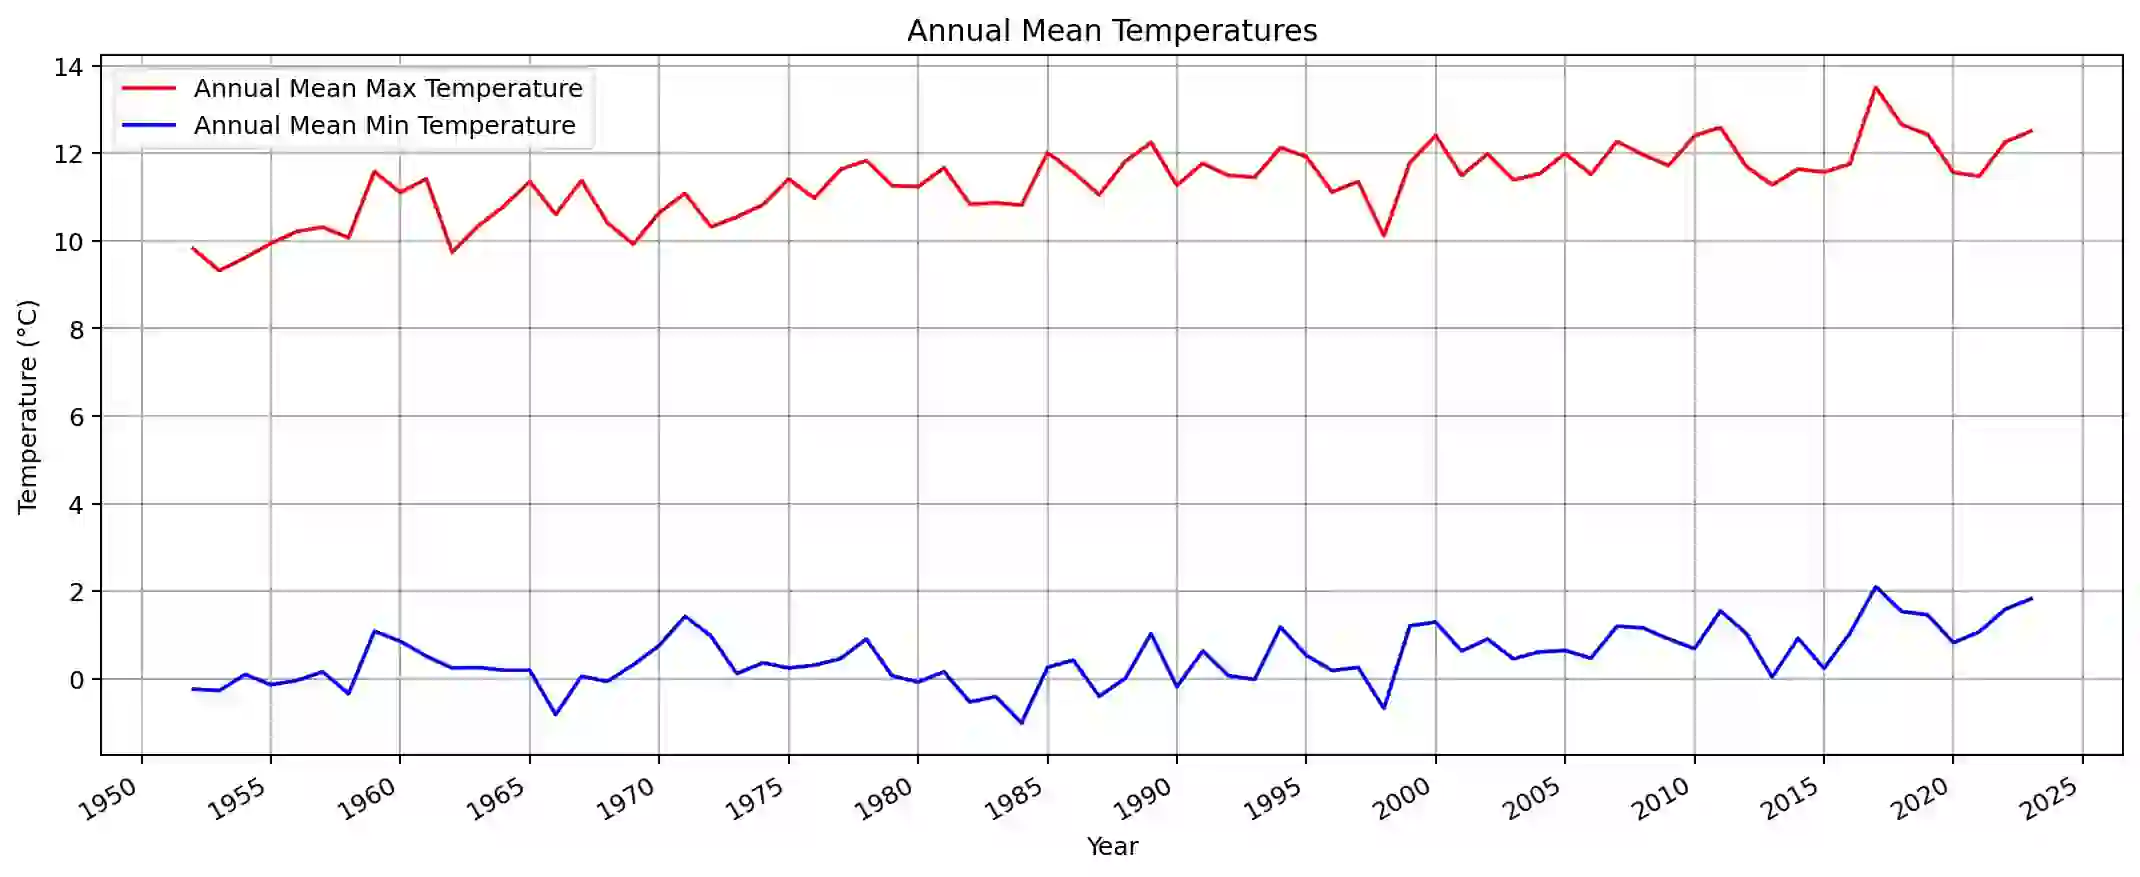 Annual Mean Temperatures
Annual Mean Max Temperature
Annual Mean Min Temperature
14
12
10
8
6
4
2
0
Temperature (°C)
1950 1955 1960 1965 1970 1975 1980 1985 1990 1995 2000 2005 2010 2015 2020 2025
Year